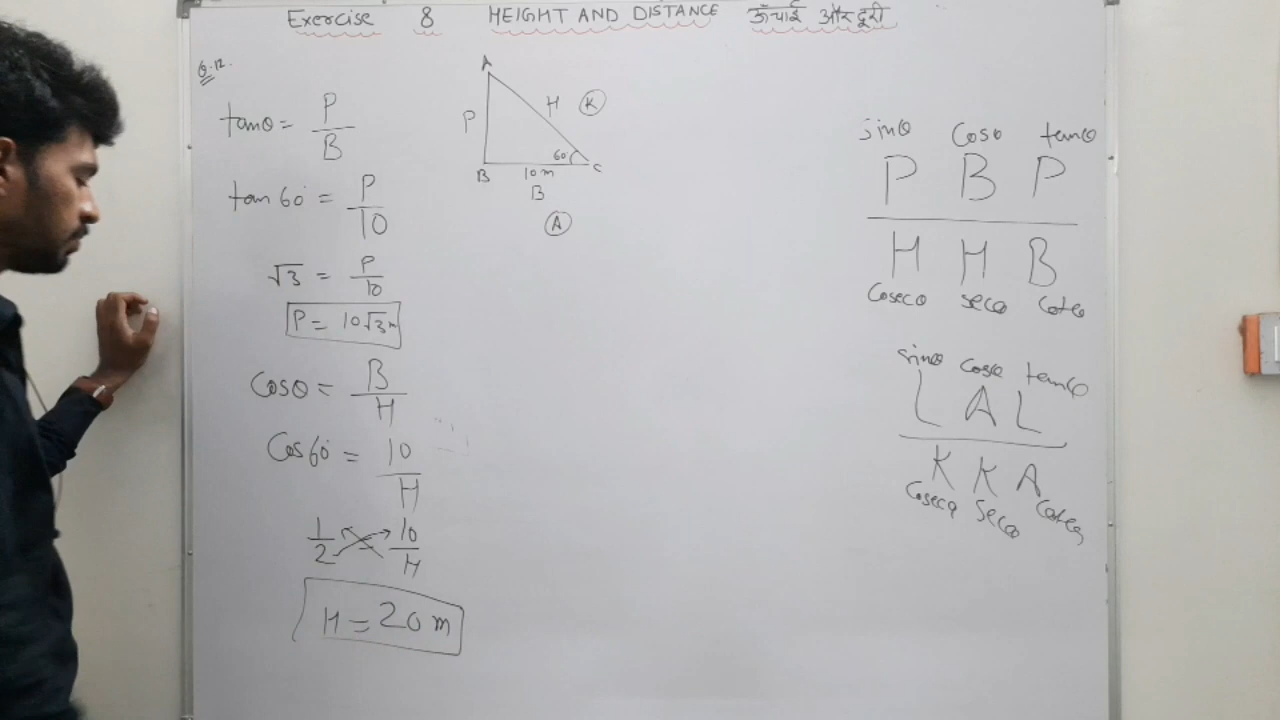 Exercise 8 HEIGHT AND DISTANCE ऊँचाई और दूरी
Q.12.
tanθ = P/B
tan 60° = P/10
√3 = P/10
P = 10√3 m
Cosθ = B/H
Cos 60° = 10/H
1/2 = 10/H
H = 20 m
A
P H K
60°
B 10 m C
B
A
sinθ Cosθ tanθ
P B P
H H B
Cosecθ secθ Cotθ
sinθ Cosθ tanθ
L A L
K K A
Cosecθ Secθ Cotθ